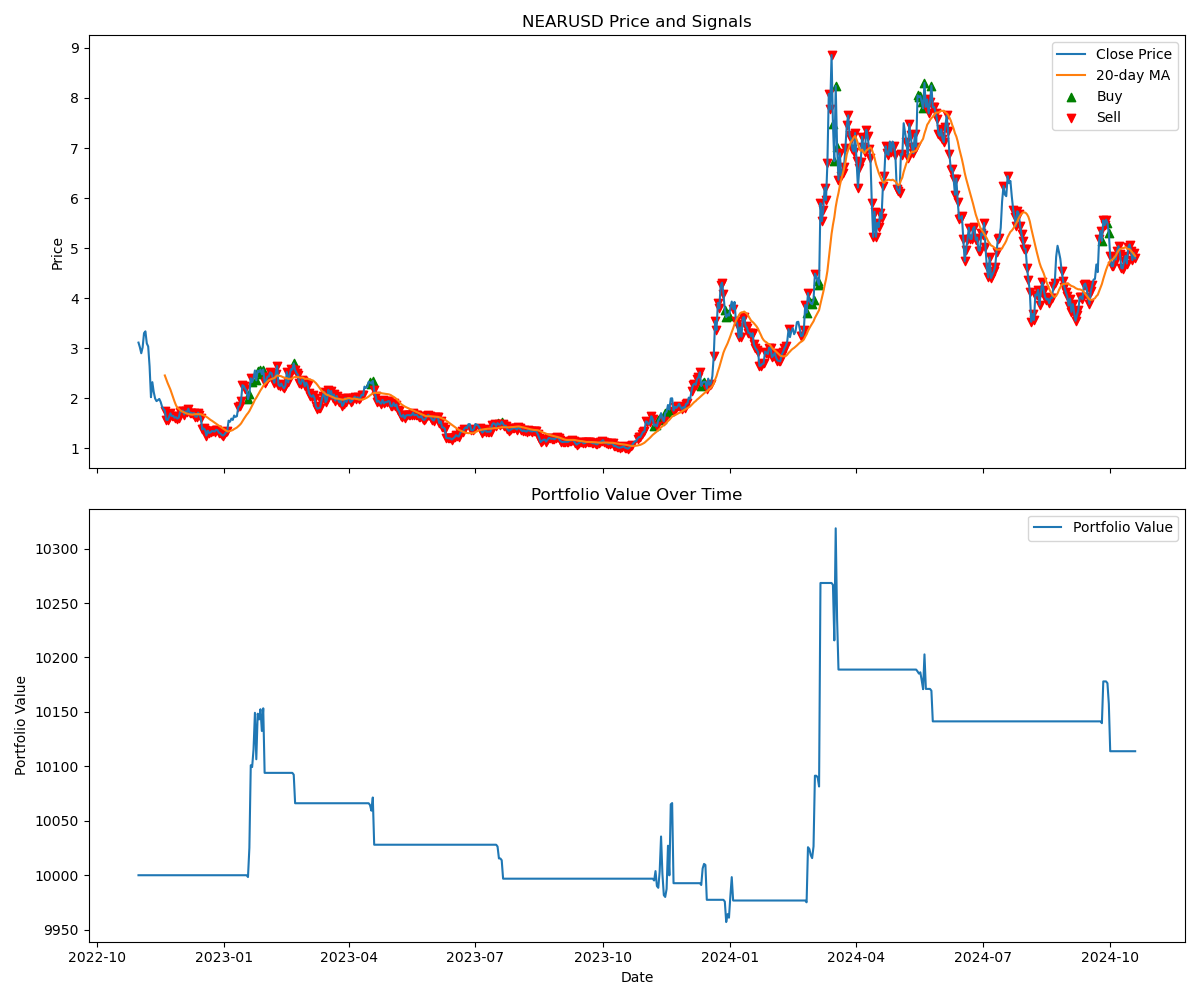 NEARUSD Price and Signals
9
8
7
6
5
4
3
2
1
Price
Close Price
20-day MA
Buy
Sell
Portfolio Value Over Time
10300
10250
10200
10150
10100
10050
10000
9950
Portfolio Value
Portfolio Value
2022-10 2023-01 2023-04 2023-07 2023-10 2024-01 2024-04 2024-07 2024-10
Date